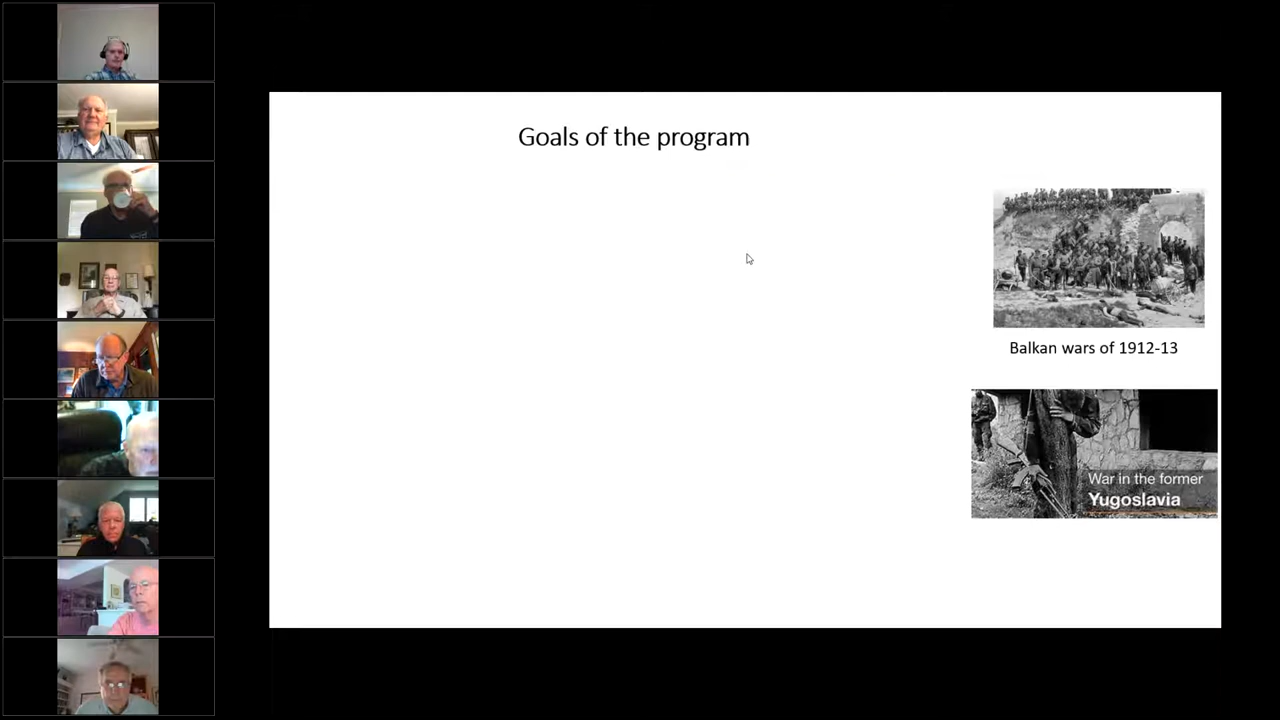 Goals of the program
Balkan wars of 1912-13
War in the former
Yugoslavia